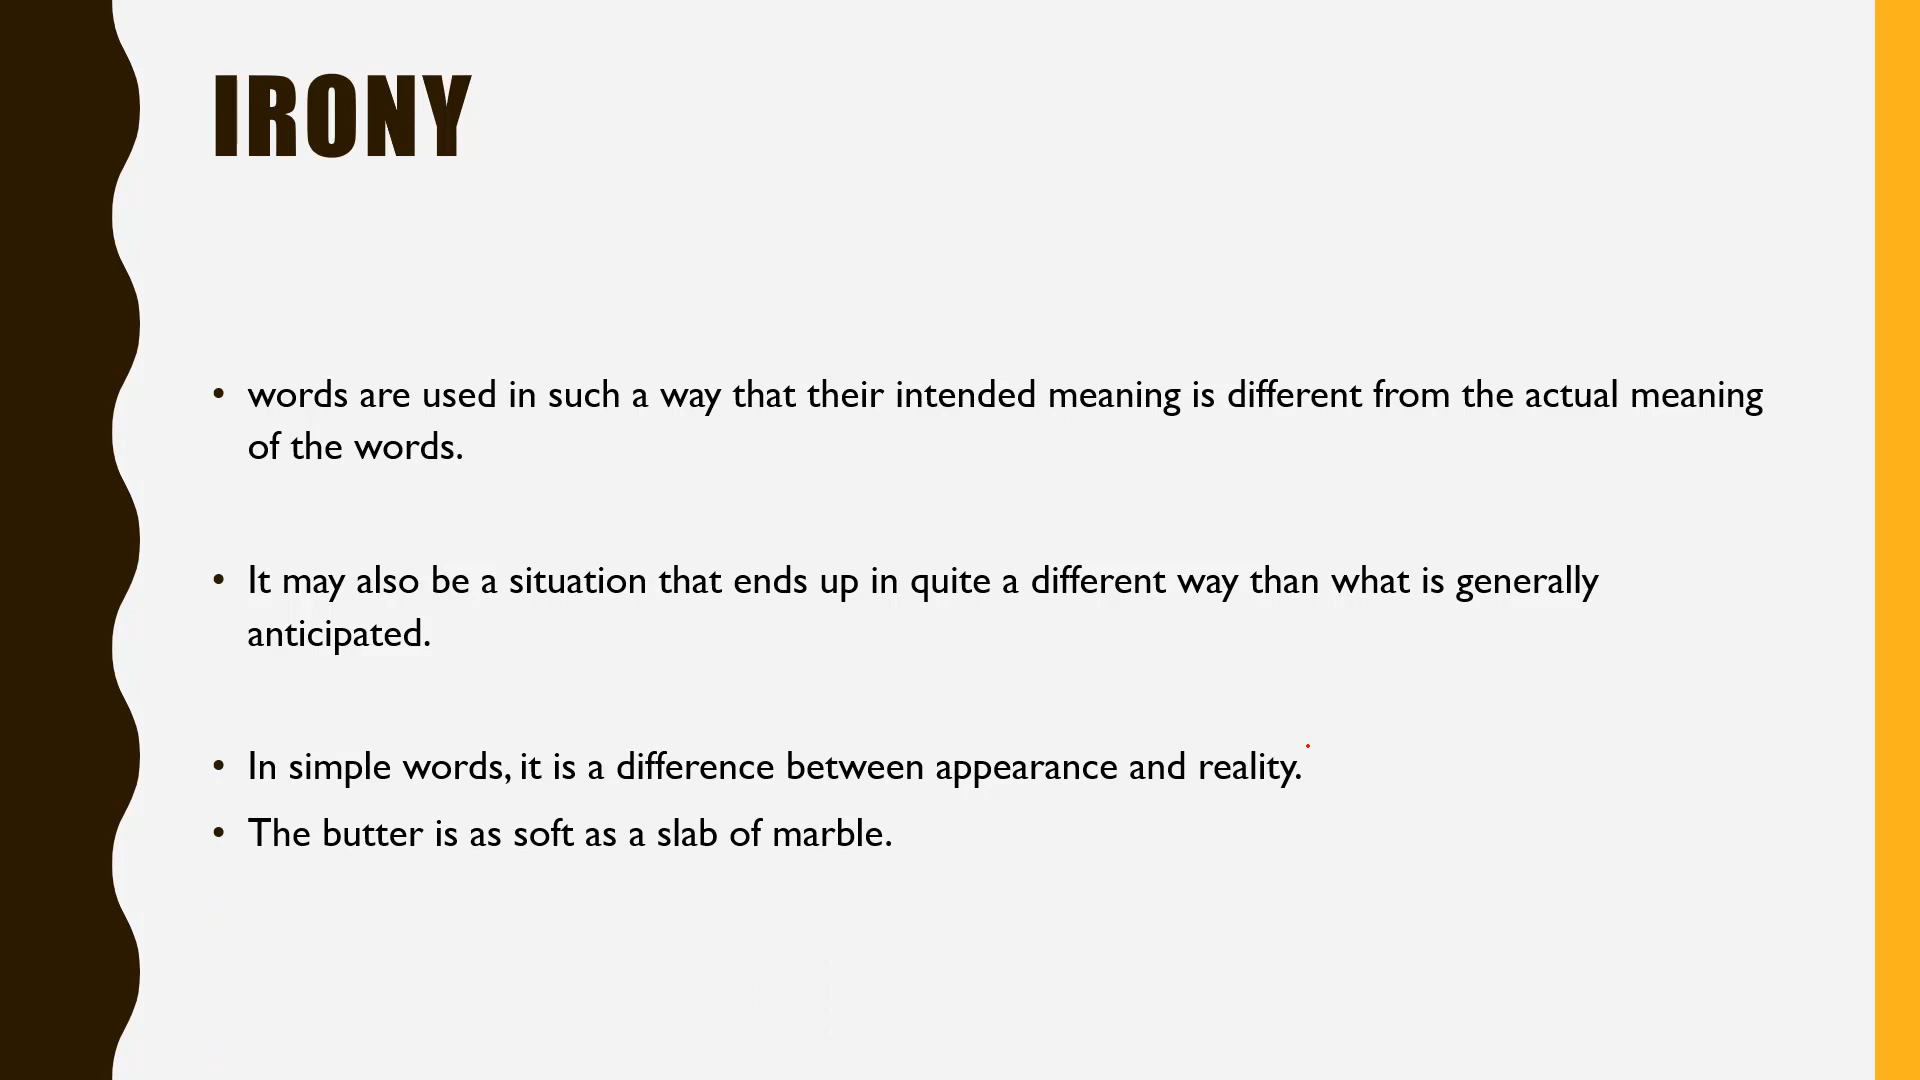 IRONY
• words are used in such a way that their intended meaning is different from the actual meaning
of the words.
• It may also be a situation that ends up in quite a different way than what is generally
anticipated.
• In simple words, it is a difference between appearance and reality.
• The butter is as soft as a slab of marble.